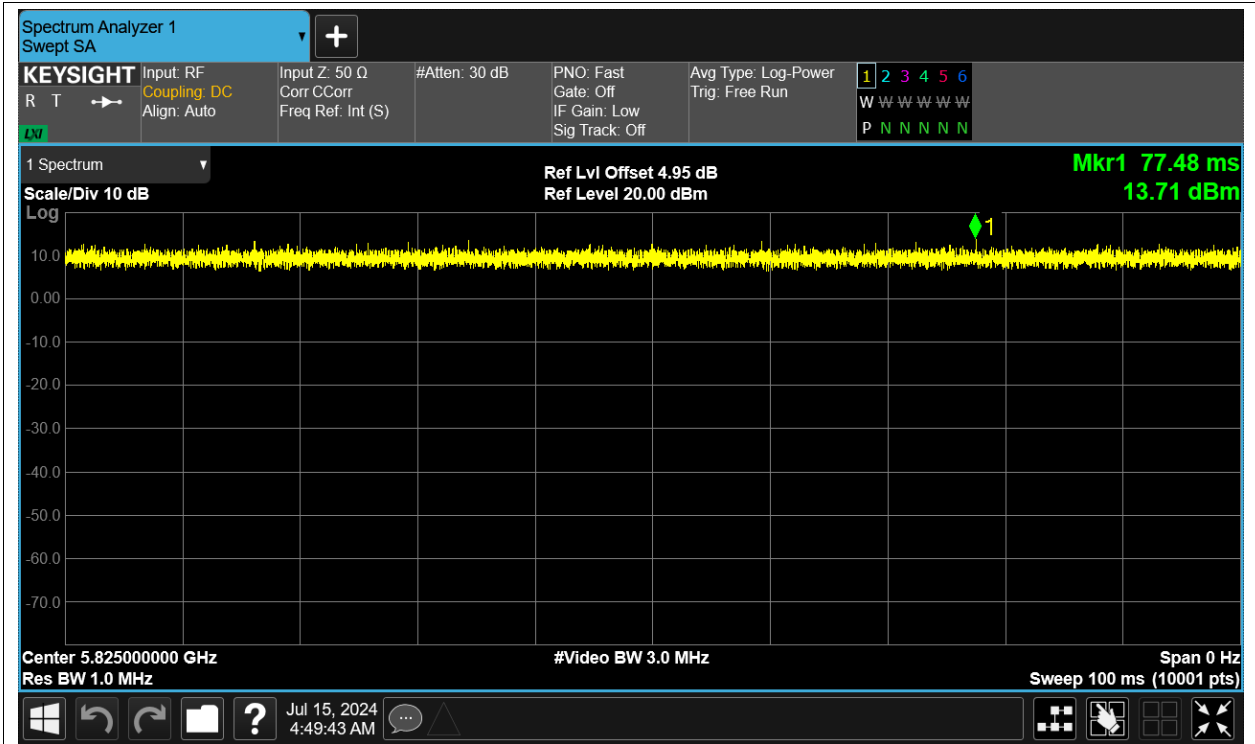 Spectrum Analyzer 1
Swept SA
+
KEYSIGHT
R T
LXI
Input: RF
Coupling: DC
Align: Auto
Input Z: 50 Ω
Corr CCorr
Freq Ref: Int (S)
#Atten: 30 dB
PNO: Fast
Gate: Off
IF Gain: Low
Sig Track: Off
Avg Type: Log-Power
Trig: Free Run
1 2 3 4 5 6
W W W W W W
P N N N N N
1 Spectrum
Scale/Div 10 dB
Ref Lvl Offset 4.95 dB
Ref Level 20.00 dBm
Mkr1 77.48 ms
13.71 dBm
Log
1
10.0
0.00
-10.0
-20.0
-30.0
-40.0
-50.0
-60.0
-70.0
Center 5.825000000 GHz
Res BW 1.0 MHz
#Video BW 3.0 MHz
Span 0 Hz
Sweep 100 ms (10001 pts)
?
Jul 15, 2024
4:49:43 AM